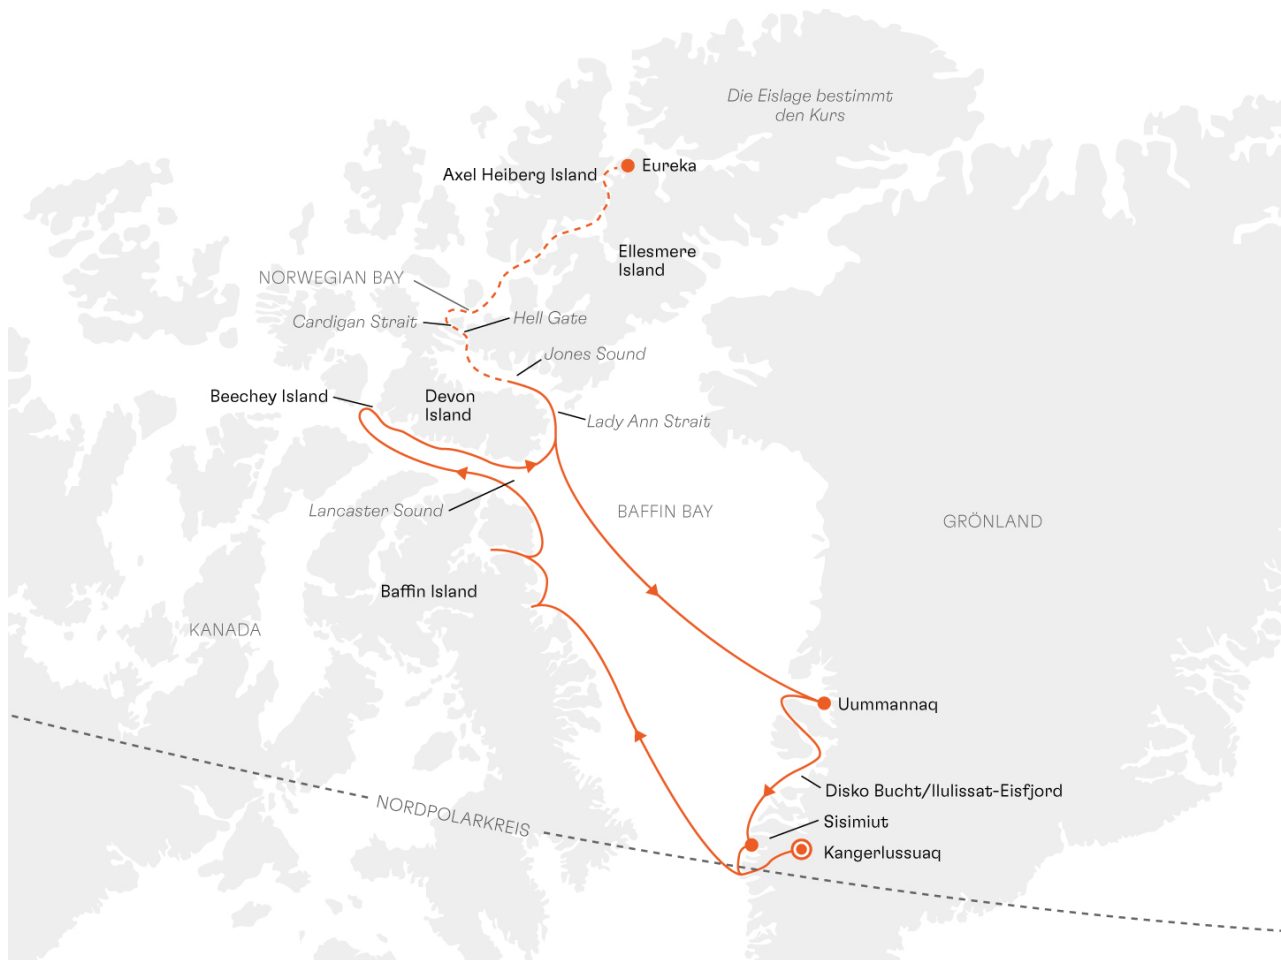 Die Eislage bestimmt
den Kurs
Eureka
Axel Heiberg Island
Ellesmere
Island
NORWEGIAN BAY
Cardigan Strait
Hell Gate
Jones Sound
Beechey Island
Devon
Island
Lady Ann Strait
Lancaster Sound
BAFFIN BAY
GRÖNLAND
Baffin Island
KANADA
Uummannaq
Disko Bucht/Ilulissat-Eisfjord
NORDPOLARKREIS
Sisimiut
Kangerlussuaq